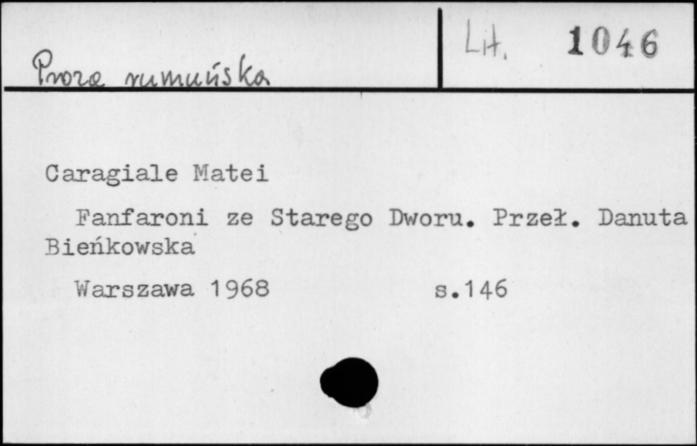 Lit. 1046
Proza rumuńska
Caragiale Matei
Fanfaroni ze Starego Dworu. Przeł. Danuta
Bieńkowska
Warszawa 1968 s.146